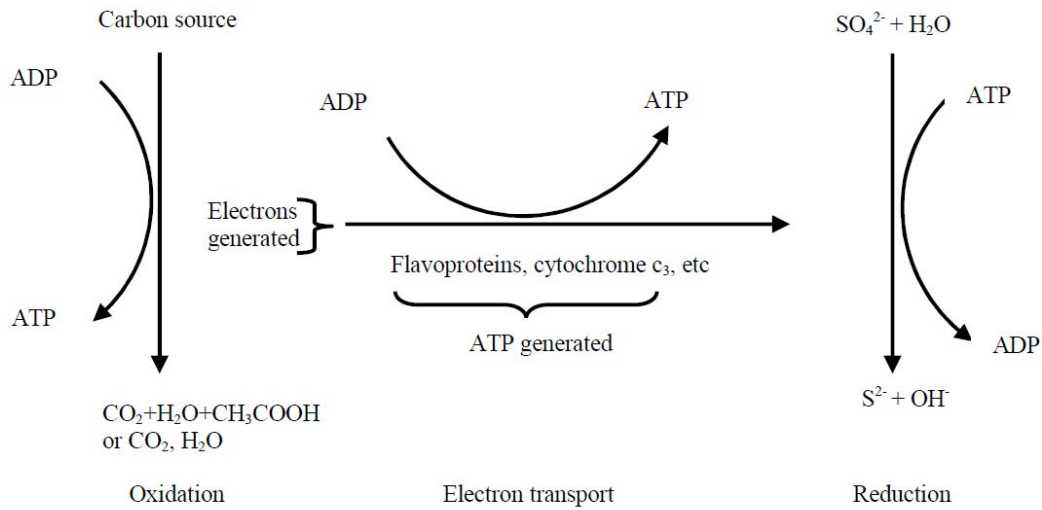 Carbon source
SO₄²⁻ + H₂O
ADP
ADP
ATP
ATP
Electrons
generated
Flavoproteins, cytochrome c₃, etc
ATP
ATP generated
ADP
CO₂+H₂O+CH₃COOH
or CO₂, H₂O
S²⁻ + OH⁻
Oxidation
Electron transport
Reduction